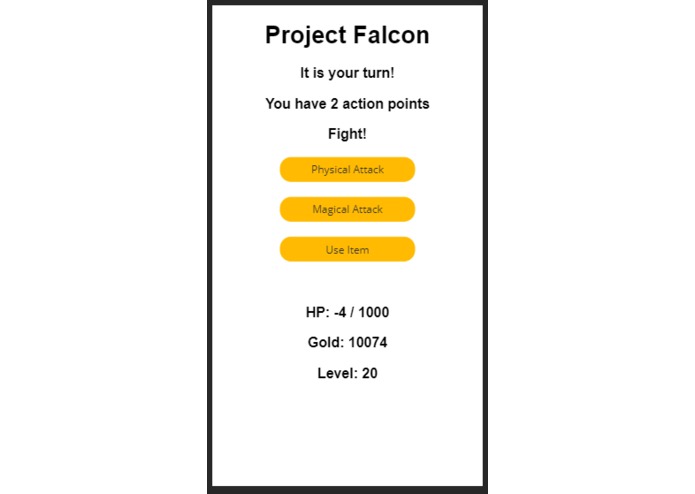 Project Falcon
It is your turn!
You have 2 action points
Fight!
Physical Attack
Magical Attack
Use Item
HP: -4 / 1000
Gold: 10074
Level: 20